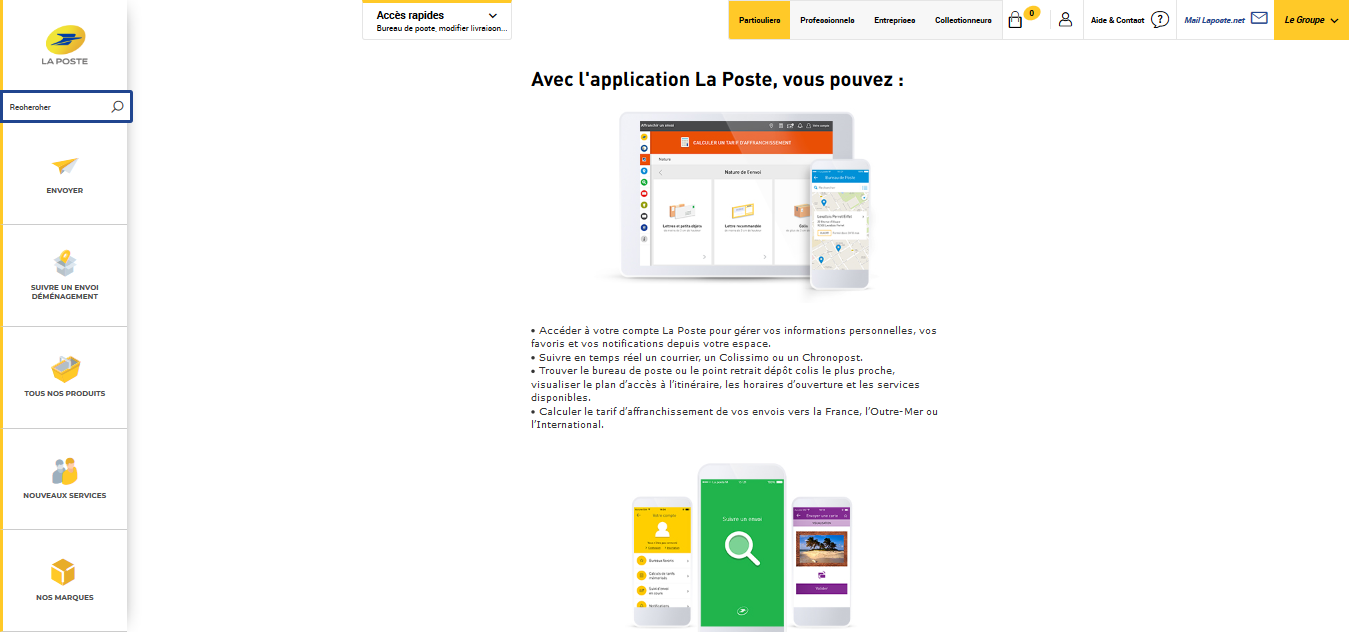 LA POSTE
Rechercher
ENVOYER
SUIVRE UN ENVOI
DÉMÉNAGEMENT
TOUS NOS PRODUITS
NOUVEAUX SERVICES
NOS MARQUES
Accès rapides
Bureau de poste, modifier livraison...
Particuliers
Professionnels
Entreprises
Collectionneurs
0
Aide & Contact
?
Mail Laposte.net
Le Groupe
Avec l'application La Poste, vous pouvez :
Affranchir un envoi
CALCULER UN TARIF D'AFFRANCHISSEMENT
Nature
Nature de l'envoi
Lettres et petits objets
Lettre recommandée
Colis
Bureau de Poste
• Accéder à votre compte La Poste pour gérer vos informations personnelles, vos
favoris et vos notifications depuis votre espace.
• Suivre en temps réel un courrier, un Colissimo ou un Chronopost.
• Trouver le bureau de poste ou le point retrait dépôt colis le plus proche,
visualiser le plan d’accès à l’itinéraire, les horaires d’ouverture et les services
disponibles.
• Calculer le tarif d’affranchissement de vos envois vers la France, l’Outre-Mer ou
l’International.
Votre compte
Bureaux favoris
Calculs de tarifs
mémorisés
Suivi d'envoi
en cours
Notifications
Suivre un envoi
Envoyer une carte
Valider